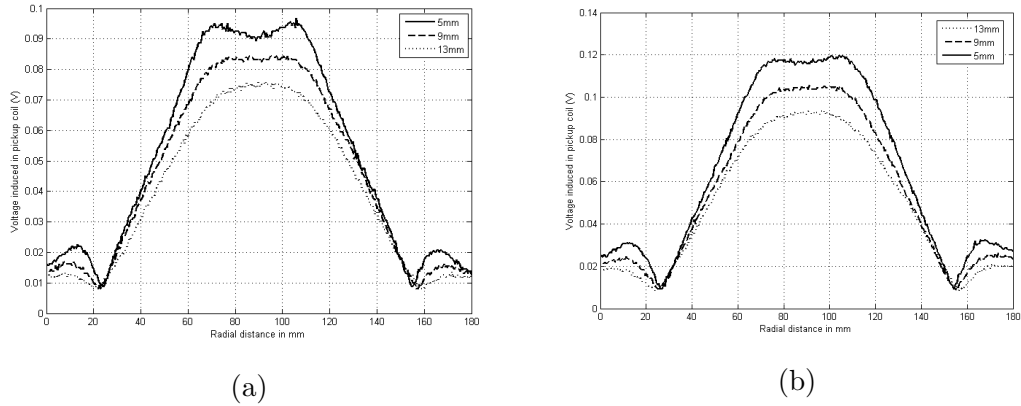 0.1
0.09
0.08
0.07
0.06
0.05
0.04
0.03
0.02
0.01
0
0 20 40 60 80 100 120 140 160 180
Voltage induced in pickup coil (V)
Radial distance in mm
5mm
9mm
13mm
(a)
0.14
0.12
0.1
0.08
0.06
0.04
0.02
0
0 20 40 60 80 100 120 140 160 180
Voltage induced in pickup coil (V)
Radial distance in mm
13mm
9mm
5mm
(b)